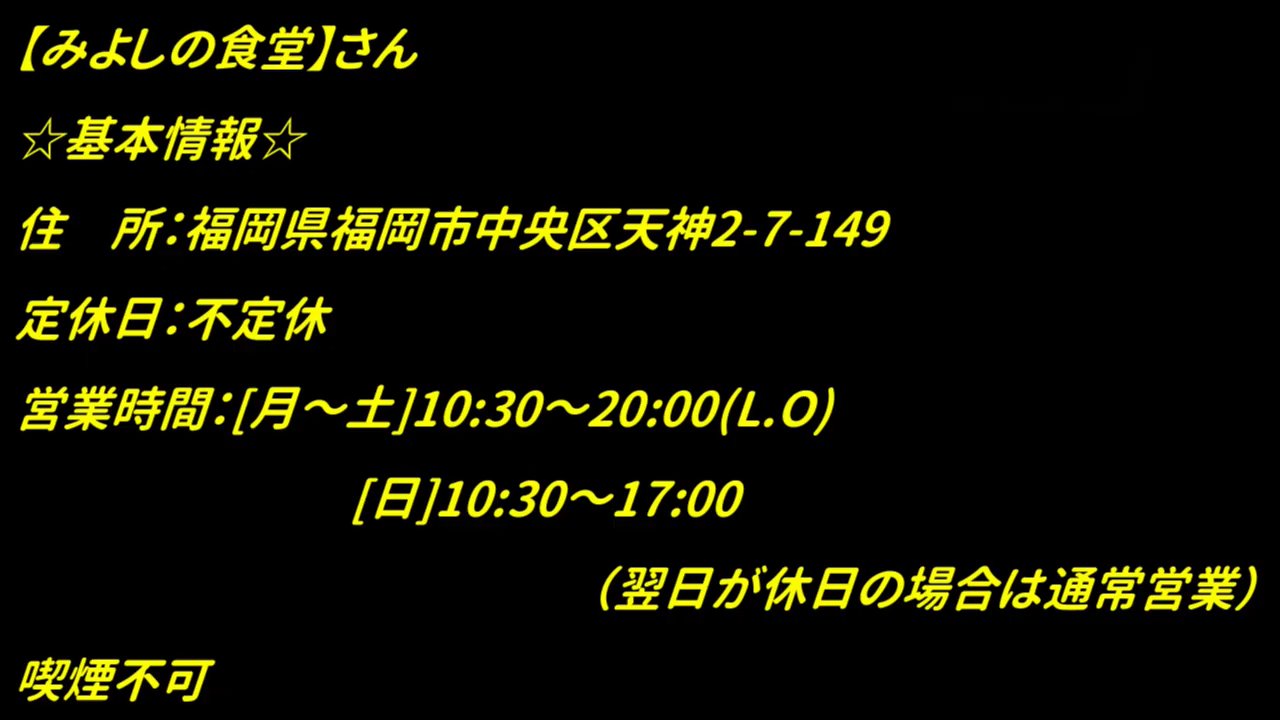 【みよしの食堂】さん
☆基本情報☆
住　所：福岡県福岡市中央区天神2-7-149
定休日：不定休
営業時間：[月～土]10:30～20:00(L.O)
[日]10:30～17:00
（翌日が休日の場合は通常営業）
喫煙不可